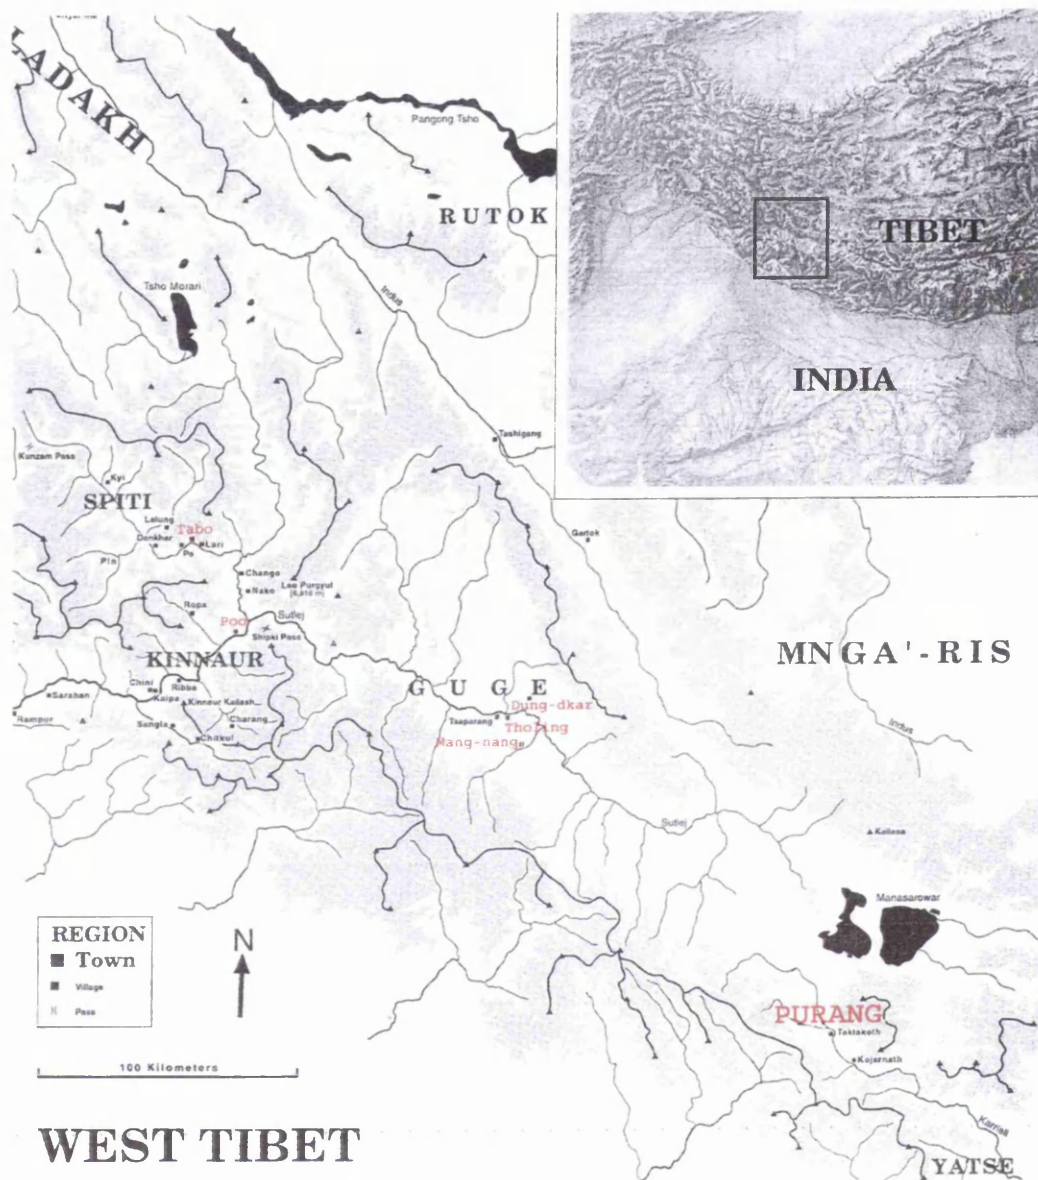 LADAKH
Pangong Tsho
RUTOK
TIBET
INDIA
Tsho Morari
Indus
Tashigang
Kunzam Pass
Kyi
SPITI
Lalung
Tabo
Dankhar
Po
Lari
Pin
Garlok
Chango
Nako
Leo Purgyul
Ropa
Sutlej
Poo
Shipki Pass
KINNAUR
MNGA'-RIS
Chini
Ribba
Kalpa
GUGE
Sarahan
Kinnaur Kailash
Dung-dkar
Rampur
Sangla
Charang
Tsaparang
Tholing
Chitkul
Mang-nang
Indus
Sutlej
Kailasa
Manasarowar
REGION
Town
Village
Pass
N
PURANG
Taklakoth
Kojarnath
100 Kilometers
Karnali
WEST TIBET
YATSE